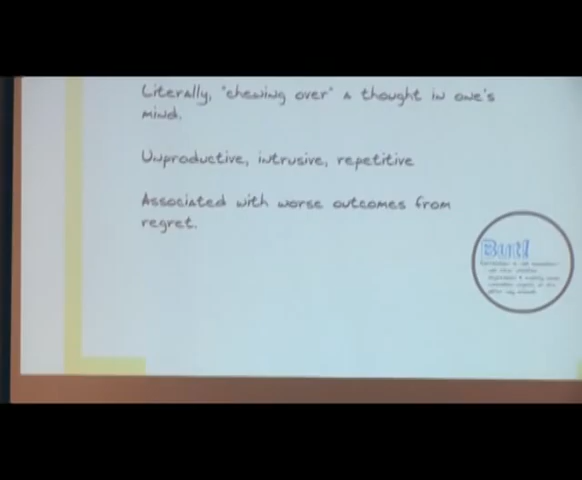 Literally, "chewing over" a thought in one's
mind.
Unproductive, intrusive, repetitive
Associated with worse outcomes from
regret.
But!